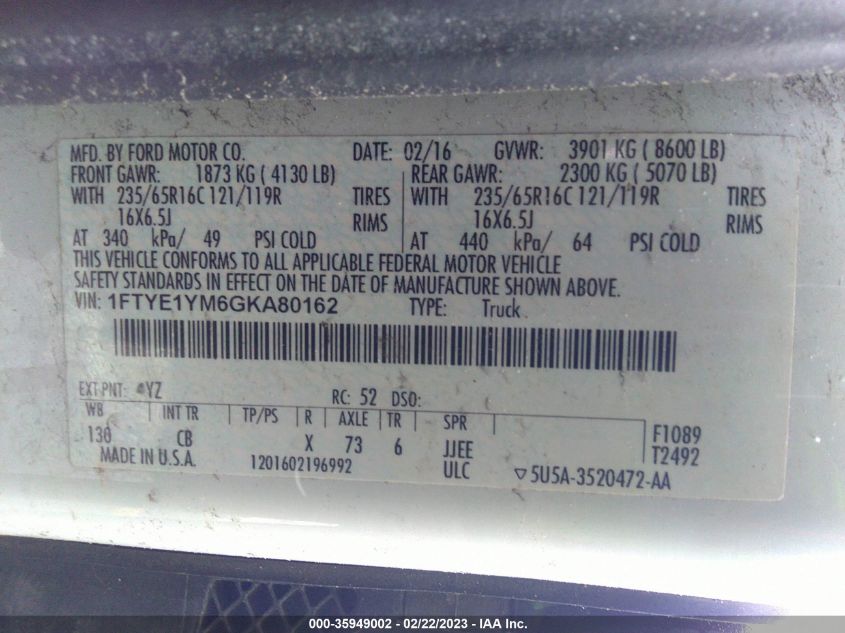 MFD. BY FORD MOTOR CO. DATE: 02/16 GVWR: 3901 KG ( 8600 LB)
FRONT GAWR: 1873 KG ( 4130 LB) REAR GAWR: 2300 KG ( 5070 LB)
WITH 235/65R16C 121/119R TIRES WITH 235/65R16C 121/119R TIRES
16X6.5J RIMS 16X6.5J RIMS
AT 340 kPa/ 49 PSI COLD AT 440 kPa/ 64 PSI COLD
THIS VEHICLE CONFORMS TO ALL APPLICABLE FEDERAL MOTOR VEHICLE
SAFETY STANDARDS IN EFFECT ON THE DATE OF MANUFACTURE SHOWN ABOVE.
VIN: 1FTYE1YM6GKA80162 TYPE: Truck
EXT PNT: YZ RC: 52 DSO:
WB INT TR TP/PS R AXLE TR SPR
130 CB X 73 6 JJEE F1089
MADE IN U.S.A. 1201602196992 ULC T2492
▽5U5A-3520472-AA
000-35949002 - 02/22/2023 - IAA Inc.